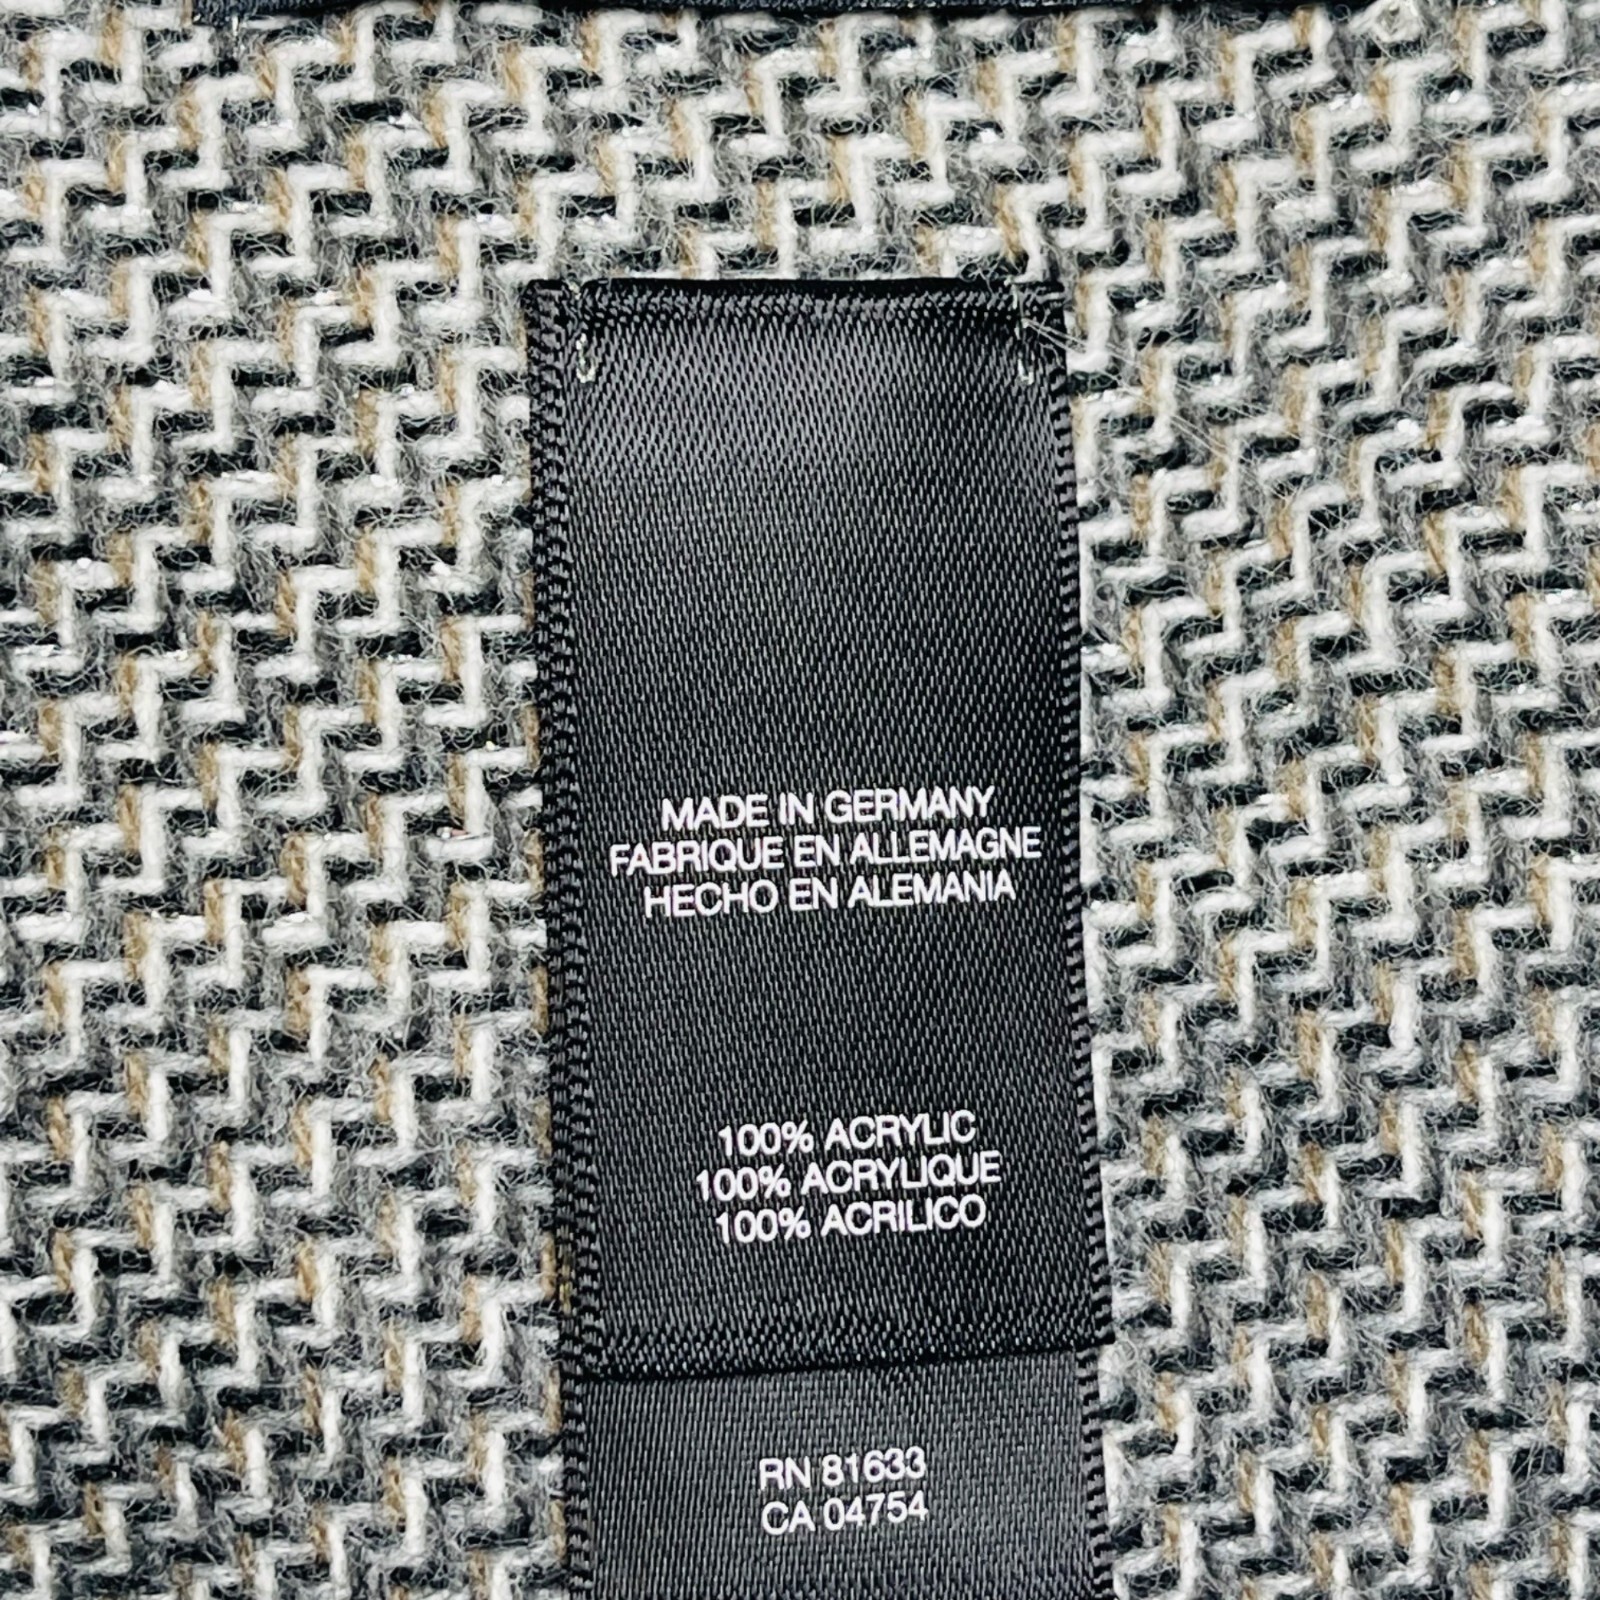 MADE IN GERMANY
FABRIQUE EN ALLEMAGNE
HECHO EN ALEMANIA
100% ACRYLIC
100% ACRYLIQUE
100% ACRILICO
RN 81633
CA 04754